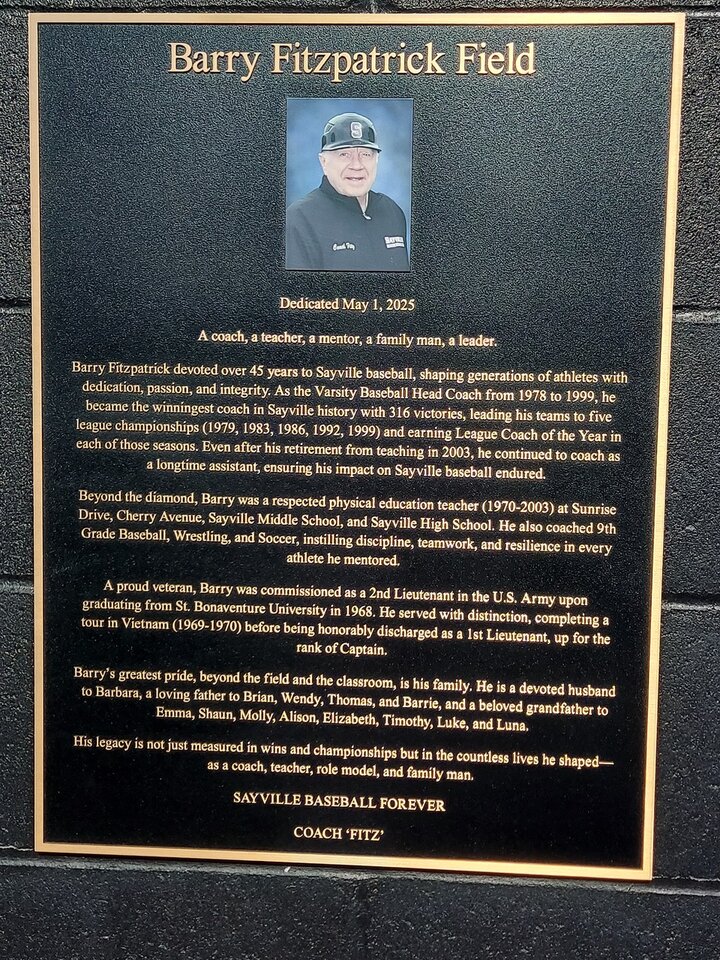 Barry Fitzpatrick Field
S
Coach Fitz
SAYVILLE
Dedicated May 1, 2025
A coach, a teacher, a mentor, a family man, a leader.
Barry Fitzpatrick devoted over 45 years to Sayville baseball, shaping generations of athletes with
dedication, passion, and integrity. As the Varsity Baseball Head Coach from 1978 to 1999, he
became the winningest coach in Sayville history with 316 victories, leading his teams to five
league championships (1979, 1983, 1986, 1992, 1999) and earning League Coach of the Year in
each of those seasons. Even after his retirement from teaching in 2003, he continued to coach as
a longtime assistant, ensuring his impact on Sayville baseball endured.
Beyond the diamond, Barry was a respected physical education teacher (1970-2003) at Sunrise
Drive, Cherry Avenue, Sayville Middle School, and Sayville High School. He also coached 9th
Grade Baseball, Wrestling, and Soccer, instilling discipline, teamwork, and resilience in every
athlete he mentored.
A proud veteran, Barry was commissioned as a 2nd Lieutenant in the U.S. Army upon
graduating from St. Bonaventure University in 1968. He served with distinction, completing a
tour in Vietnam (1969-1970) before being honorably discharged as a 1st Lieutenant, up for the
rank of Captain.
Barry's greatest pride, beyond the field and the classroom, is his family. He is a devoted husband
to Barbara, a loving father to Brian, Wendy, Thomas, and Barrie, and a beloved grandfather to
Emma, Shaun, Molly, Alison, Elizabeth, Timothy, Luke, and Luna.
His legacy is not just measured in wins and championships but in the countless lives he shaped—
as a coach, teacher, role model, and family man.
SAYVILLE BASEBALL FOREVER
COACH 'FITZ'